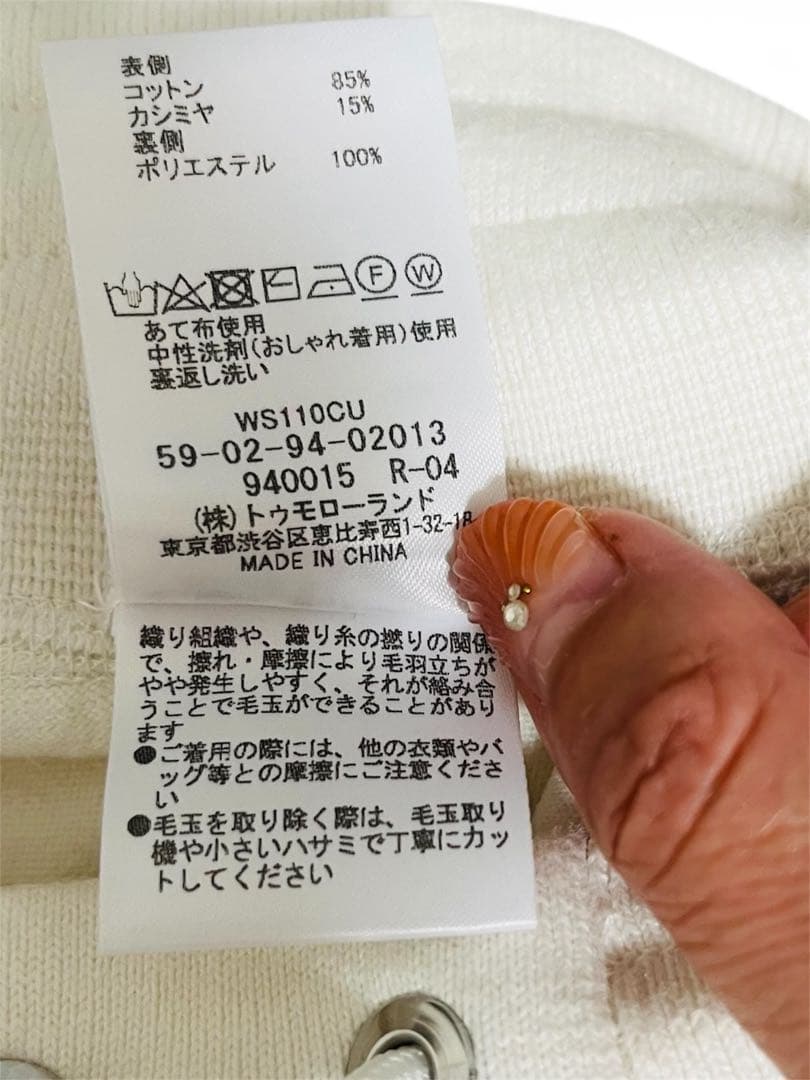 表側
コットン 85%
カシミヤ 15%
裏側
ポリエステル 100%
F W
あて布使用
中性洗剤(おしゃれ着用)使用
裏返し洗い
WS110CU
59-02-94-02013
940015 R-04
(株)トゥモローランド
東京都渋谷区恵比寿西1-32-18
MADE IN CHINA
織り組織や、織り糸の撚りの関係
で、擦れ・摩擦により毛羽立ちが
やや発生しやすく、それが絡み合
うことで毛玉ができることがあり
ます
●ご着用の際には、他の衣類やバ
ッグ等との摩擦にご注意くださ
い
●毛玉を取り除く際は、毛玉取り
機や小さいハサミで丁寧にカッ
トしてください